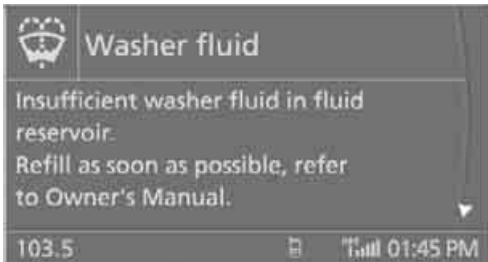 Washer fluid
Insufficient washer fluid in fluid
reservoir.
Refill as soon as possible, refer
to Owner's Manual.
103.5 01:45 PM